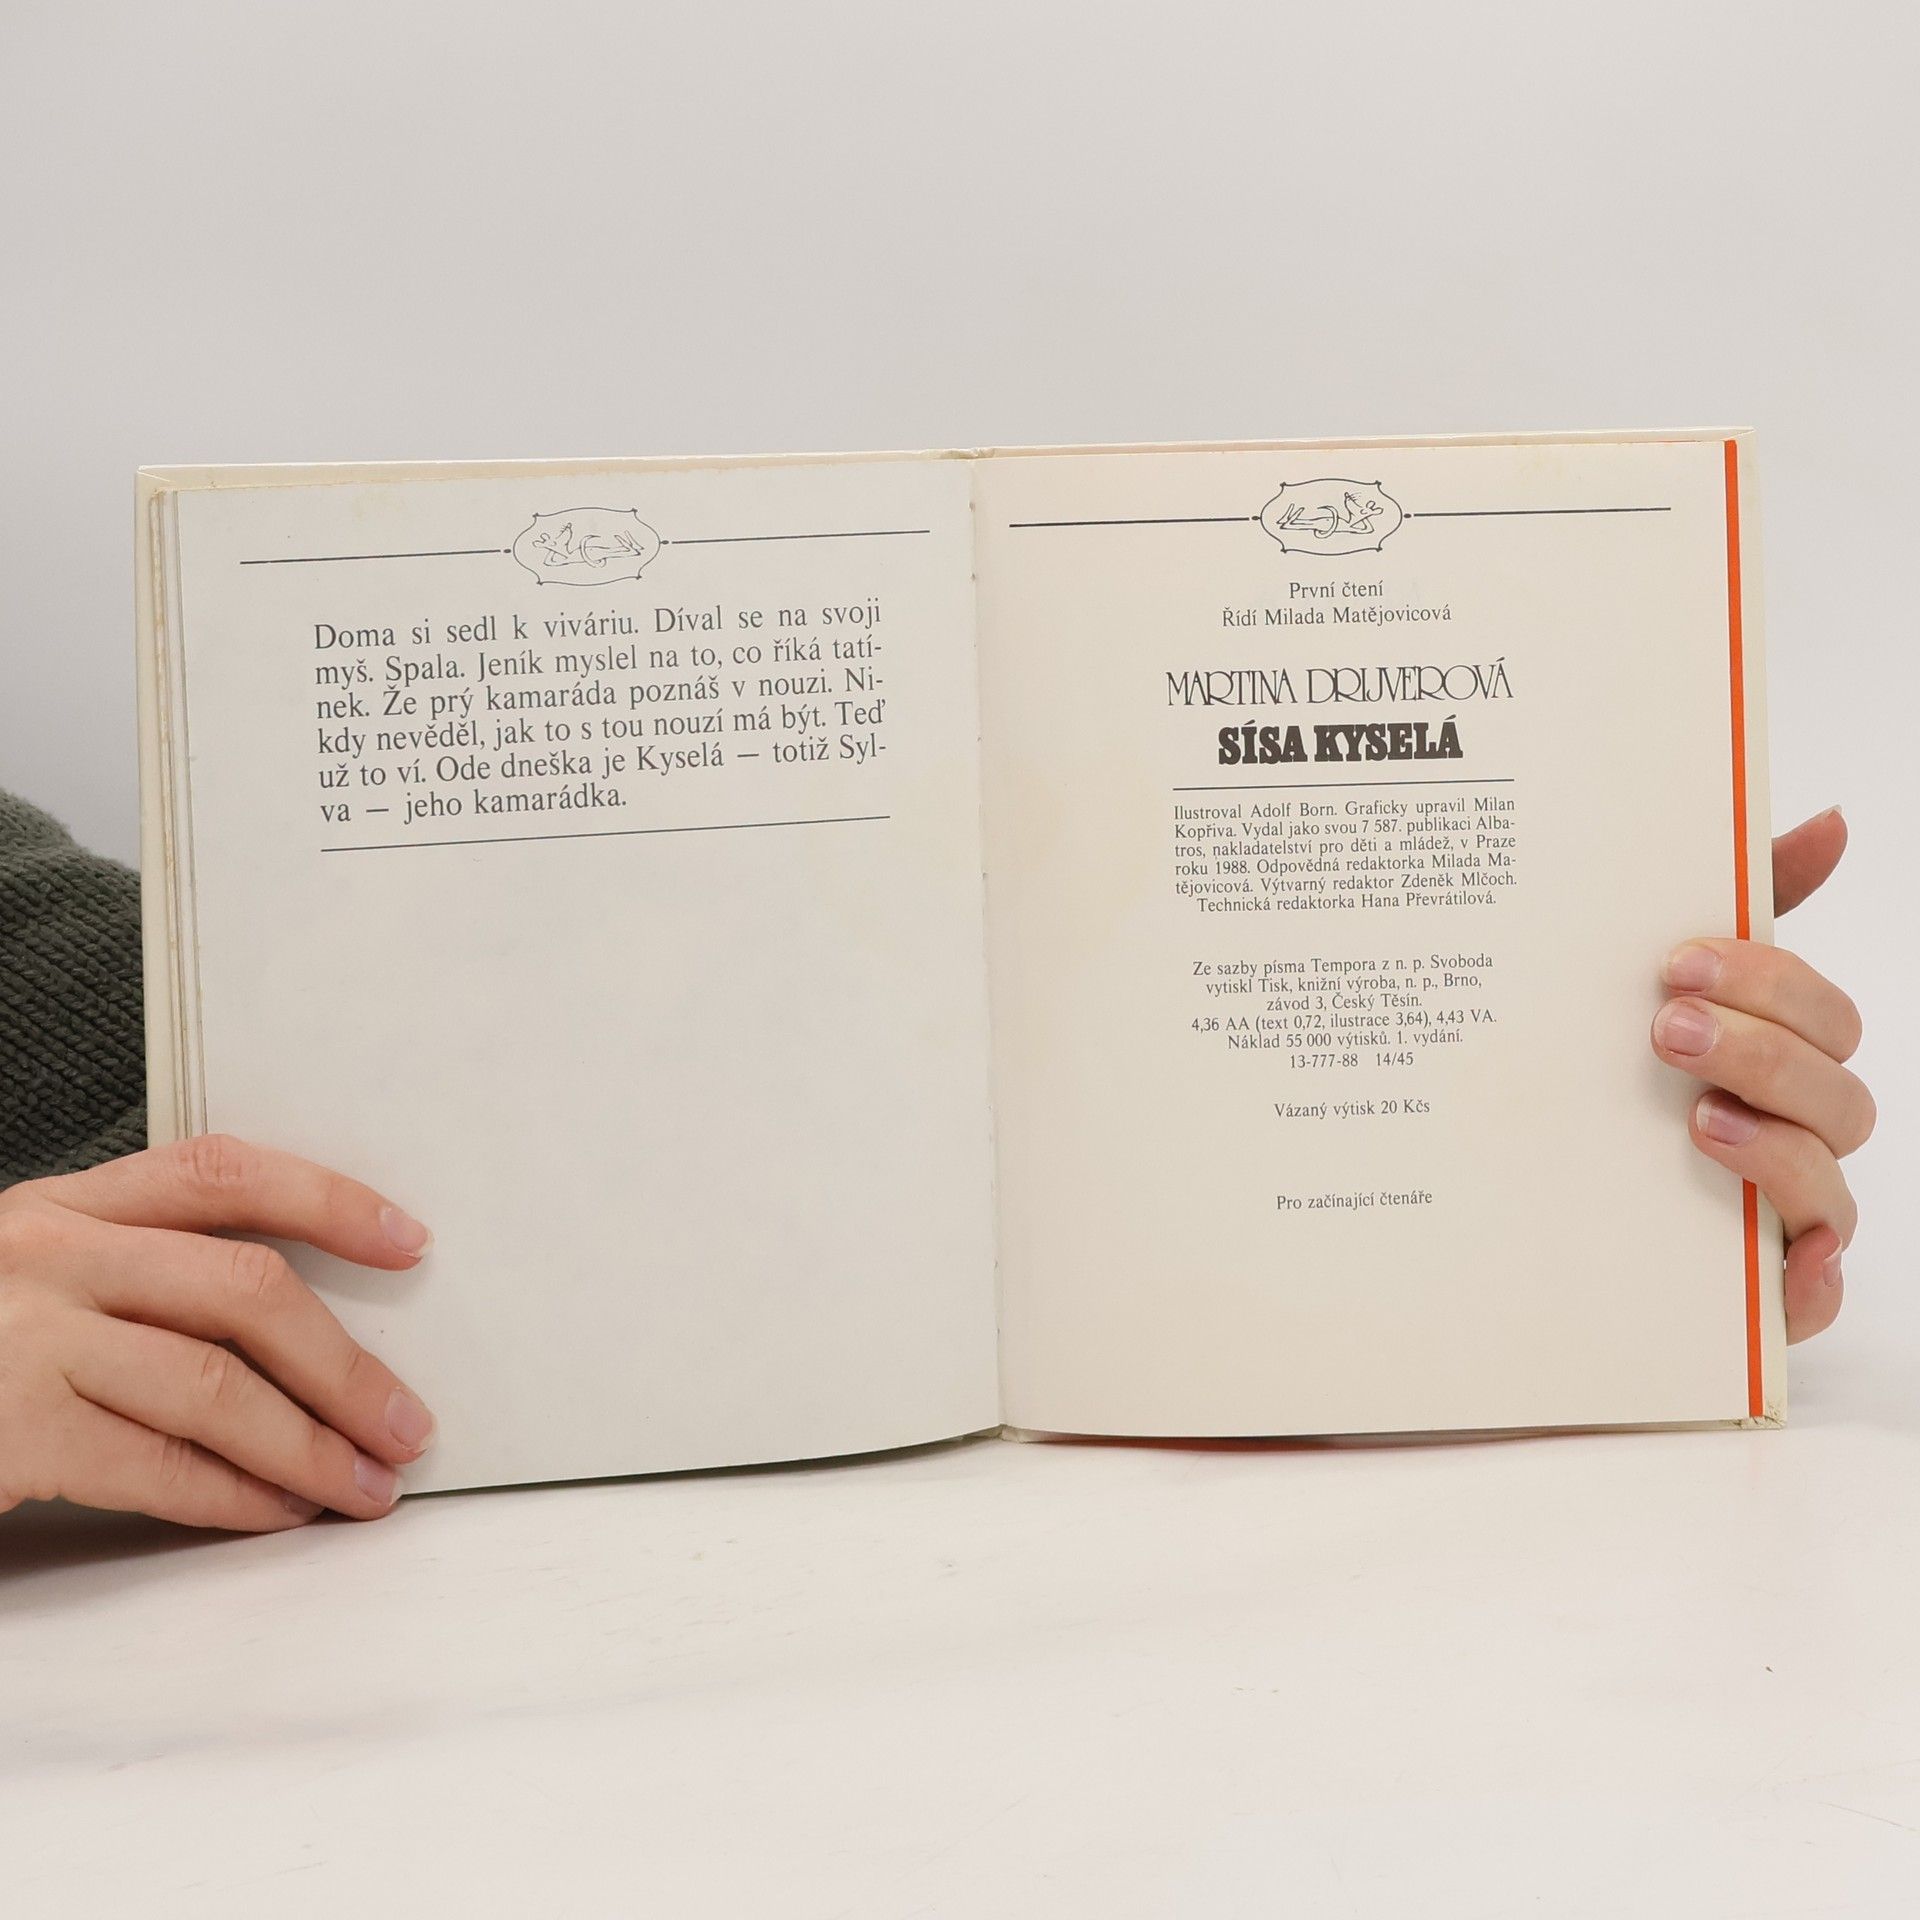 Doma si sedl k viváriu. Díval se na svoji
myš. Spala. Jeník myslel na to, co říká tatí-
nek. Že prý kamaráda poznáš v nouzi. Ni-
kdy nevěděl, jak to s tou nouzí má být. Teď
už to ví. Ode dneška je Kyselá — totiž Syl-
va — jeho kamarádka.
První čtení
Řídí Milada Matějovicová
MARTINA DRIJVEROVÁ
SÍSA KYSELÁ
Ilustroval Adolf Born. Graficky upravil Milan
Kopřiva. Vydal jako svou 7 587. publikaci Alba-
tros, nakladatelství pro děti a mládež, v Praze
roku 1988. Odpovědná redaktorka Milada Ma-
tějovicová. Výtvarný redaktor Zdeněk Mlčoch.
Technická redaktorka Hana Převrátilová.
Ze sazby písma Tempora z n. p. Svoboda
vytiskl Tisk, knižní výroba, n. p., Brno,
závod 3, Český Těsín.
4,36 AA (text 0,72, ilustrace 3,64), 4,43 VA.
Náklad 55 000 výtisků. 1. vydání.
13-777-88 14/45
Vázaný výtisk 20 Kčs
Pro začínající čtenáře